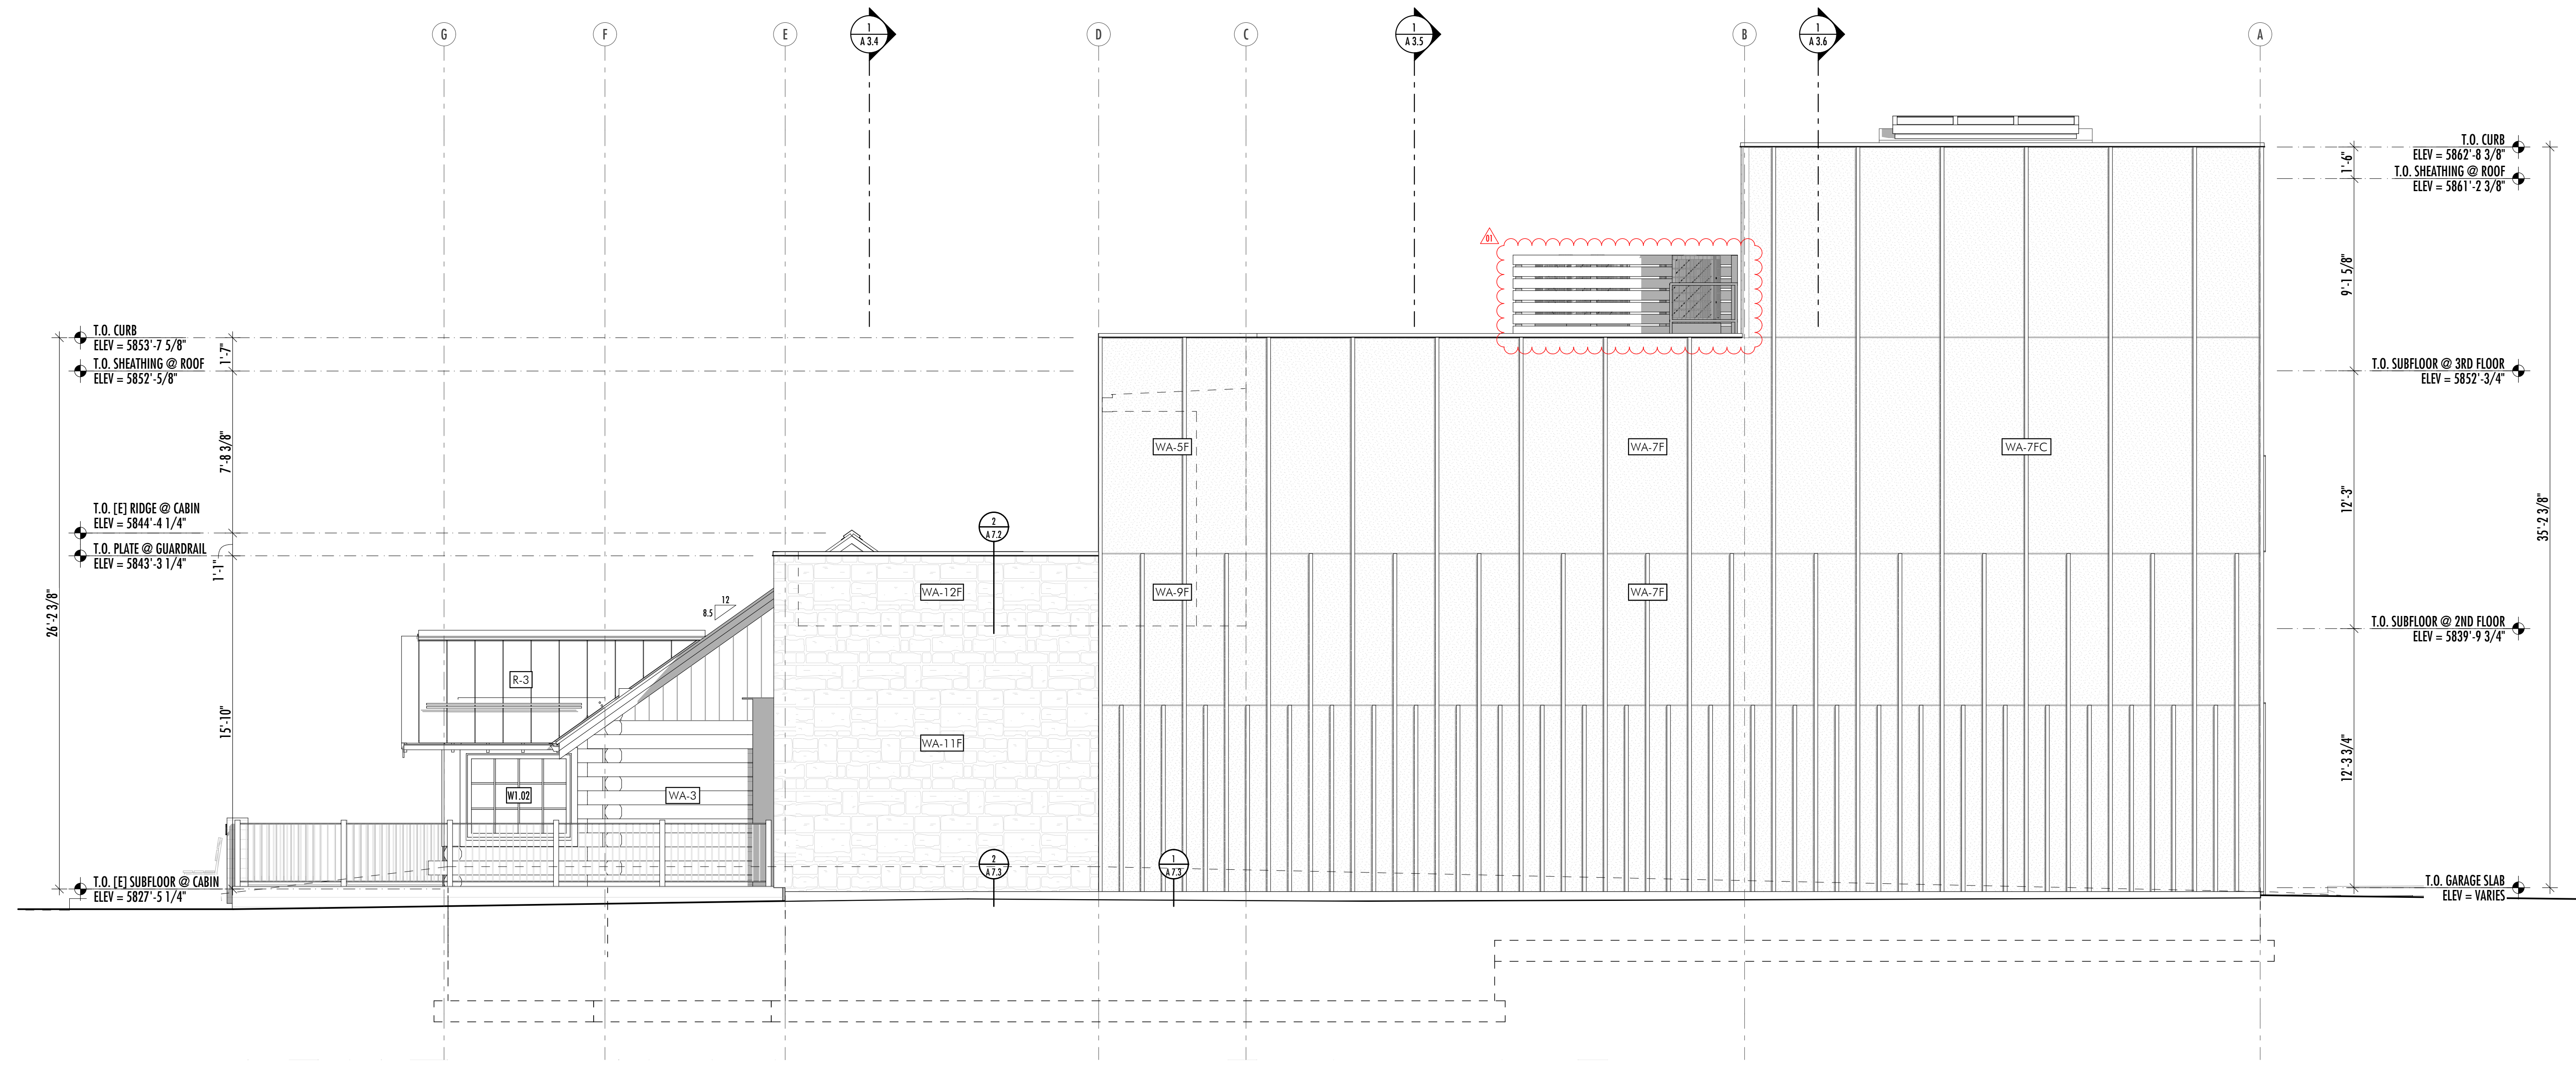 G
F
E
1
A 3.4
D
C
1
A 3.5
B
1
A 3.6
A
T.O. CURB
ELEV = 5862'-8 3/8"
T.O. SHEATHING @ ROOF
ELEV = 5861'-2 3/8"
1'-6"
01
9'-1 5/8"
T.O. CURB
ELEV = 5853'-7 5/8"
T.O. SHEATHING @ ROOF
ELEV = 5852'-5/8"
1'-7"
T.O. SUBFLOOR @ 3RD FLOOR
ELEV = 5852'-3/4"
7'-8 3/8"
WA-5F
WA-7F
WA-7FC
12'-3"
35'-2 3/8"
T.O. [E] RIDGE @ CABIN
ELEV = 5844'-4 1/4"
T.O. PLATE @ GUARDRAIL
ELEV = 5843'-3 1/4"
1'-1"
2
A 7.2
26'-2 3/8"
12
8.5
WA-12F
WA-9F
WA-7F
T.O. SUBFLOOR @ 2ND FLOOR
ELEV = 5839'-9 3/4"
R-3
15'-10"
WA-11F
12'-3 3/4"
W1.02
WA-3
2
A 7.3
1
A 7.3
T.O. [E] SUBFLOOR @ CABIN
ELEV = 5827'-5 1/4"
T.O. GARAGE SLAB
ELEV = VARIES